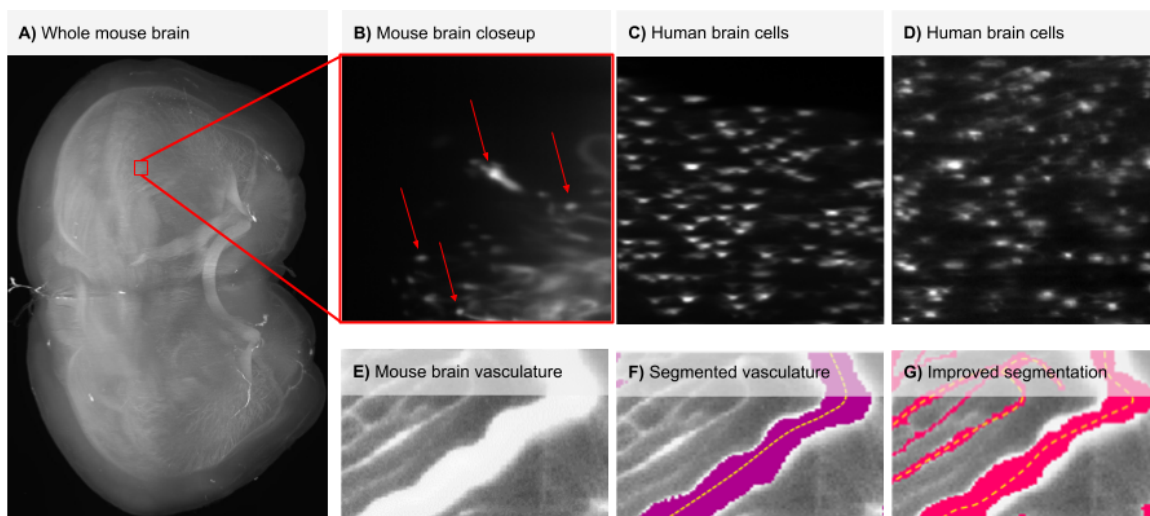 A) Whole mouse brain
B) Mouse brain closeup
C) Human brain cells
D) Human brain cells
E) Mouse brain vasculature
F) Segmented vasculature
G) Improved segmentation